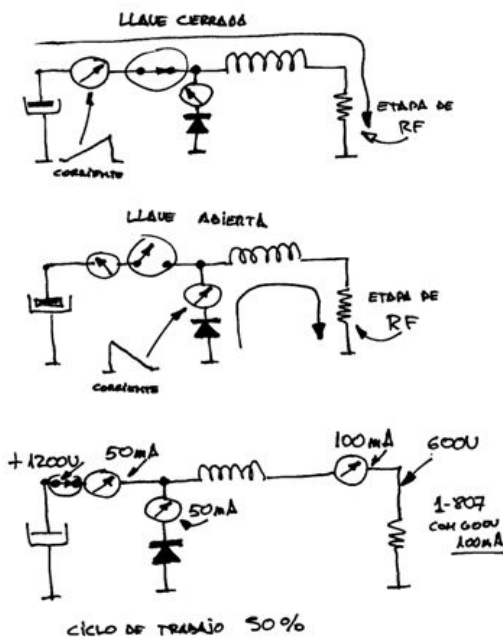 LLAVE CERRADA
ETAPA DE
RF
CORRIENTE
LLAVE ABIERTA
ETAPA DE
RF
CORRIENTE
+1200V
50mA
100mA
600V
50mA
1-807
COM 600V
100mA
CICLO DE TRABAJO 50%